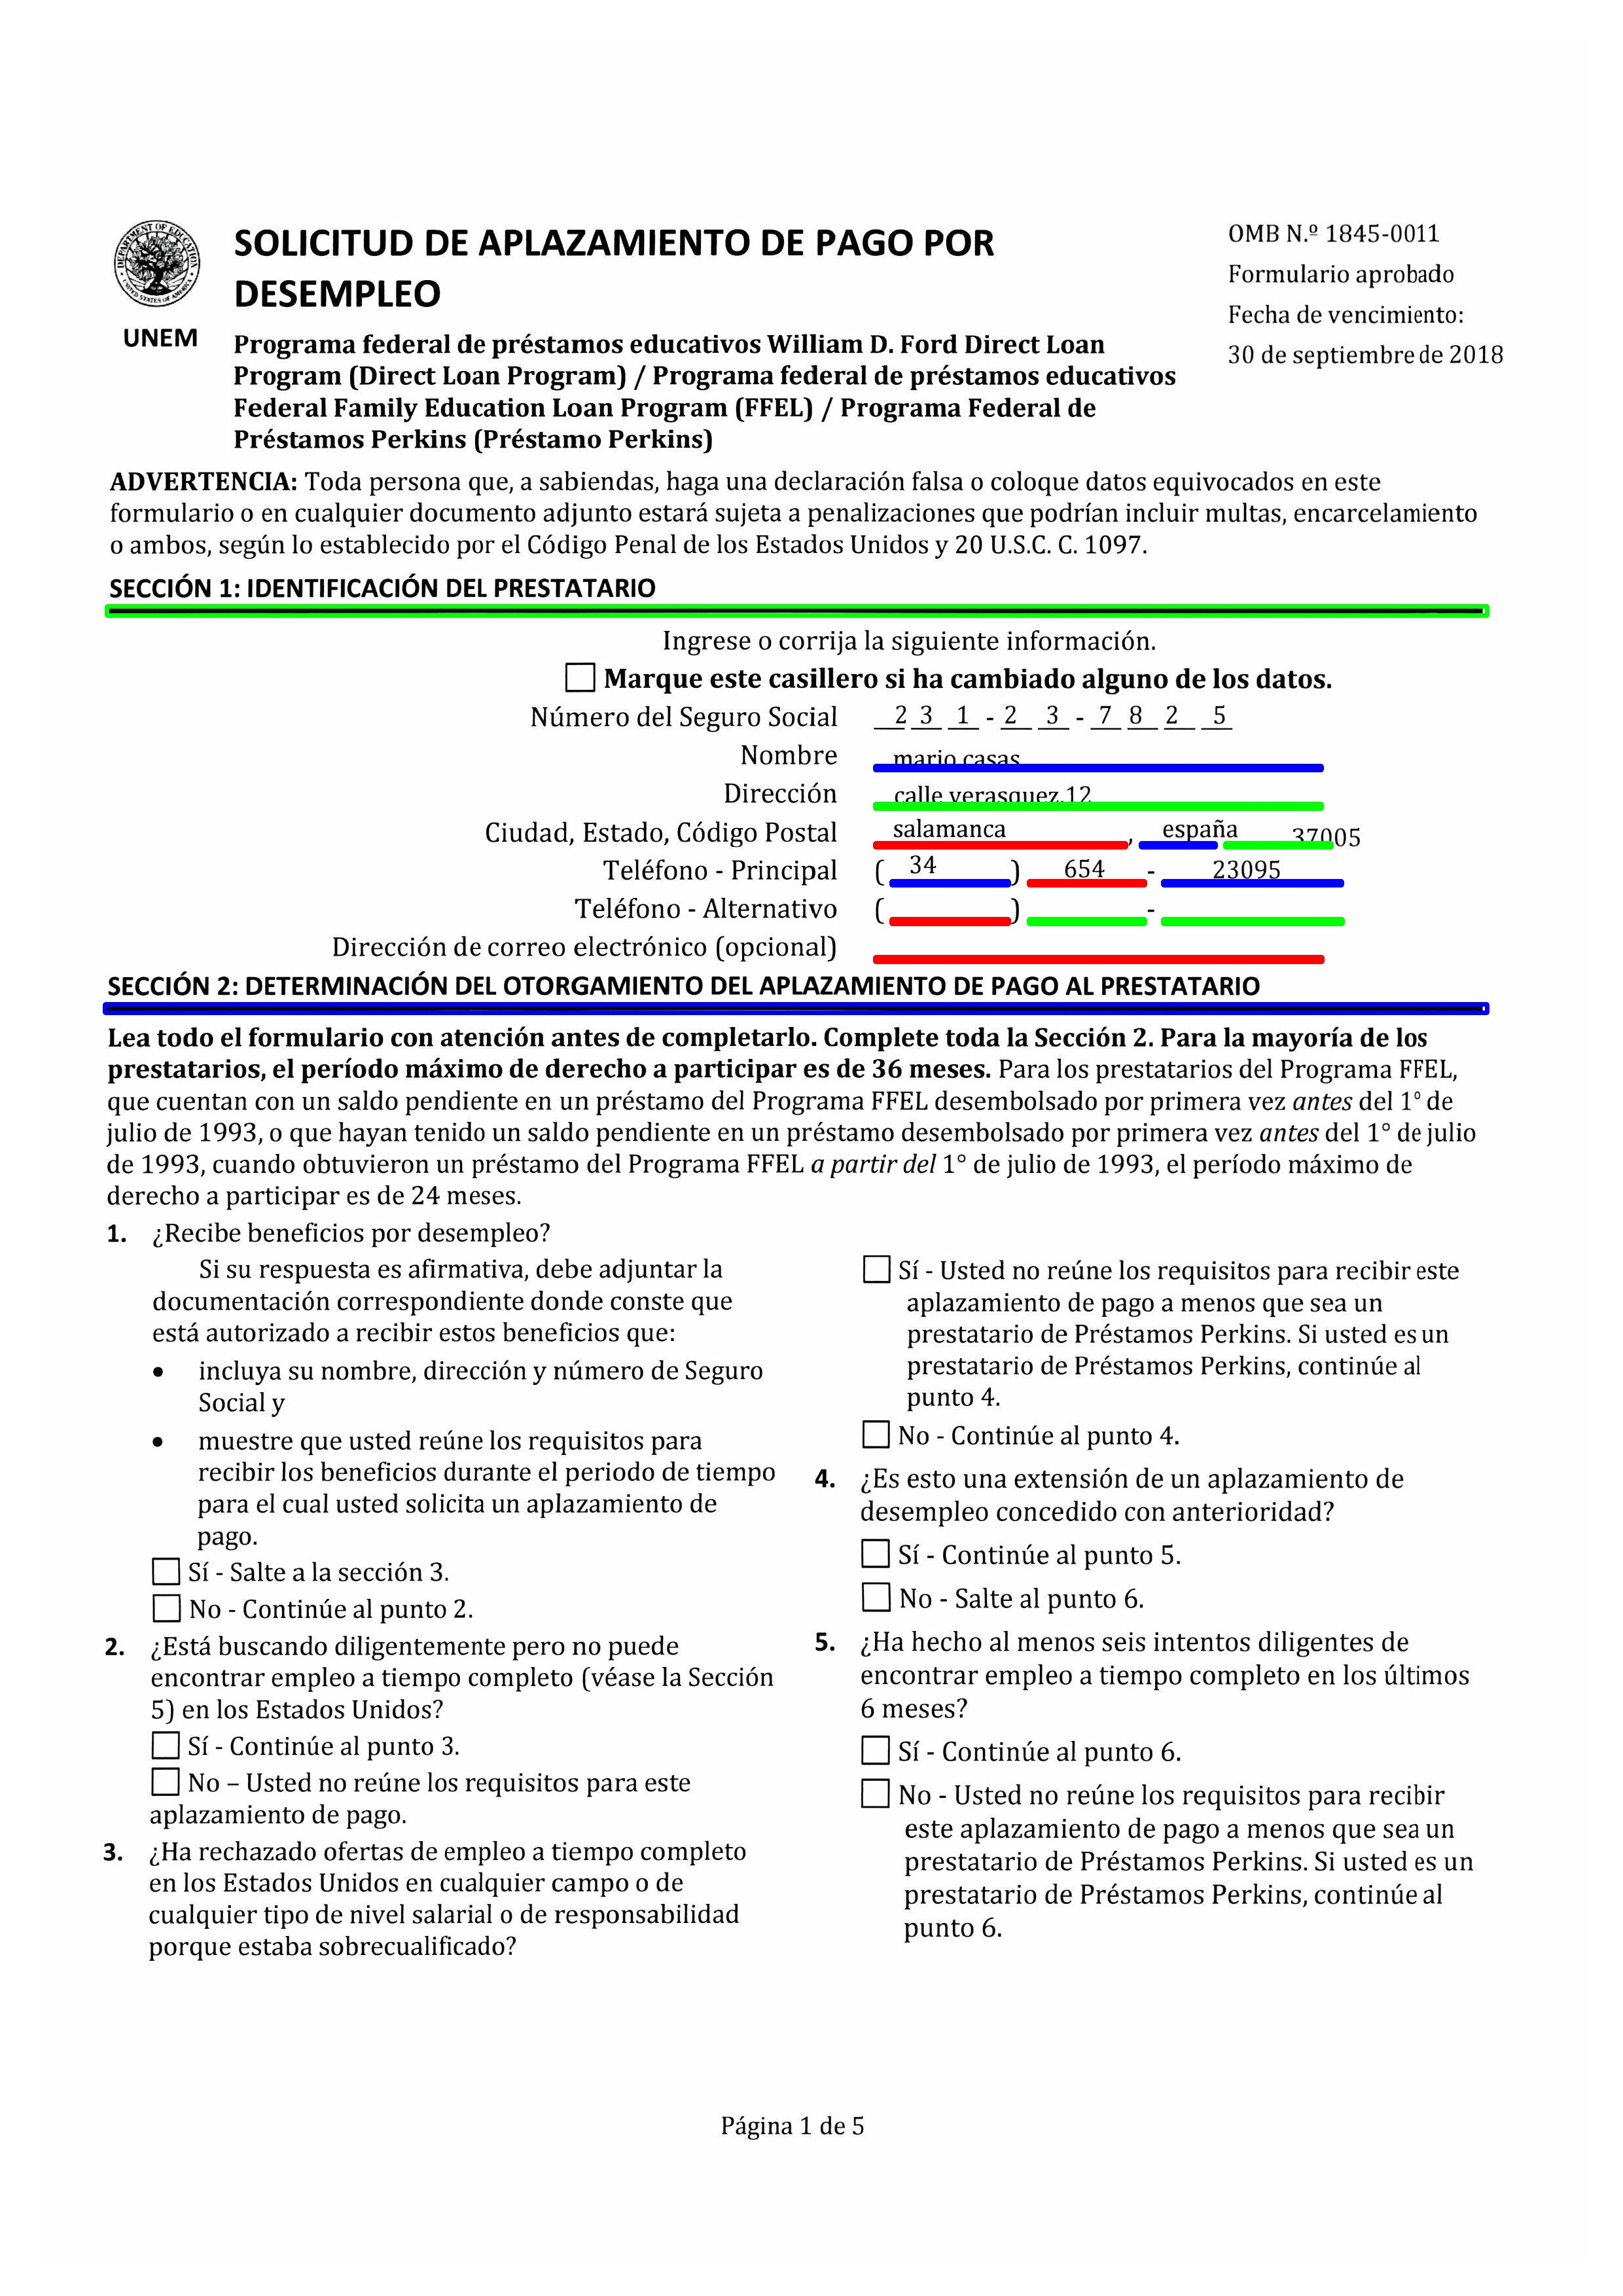 SOLICITUD DE APLAZAMIENTO DE PAGO POR
DESEMPLEO
UNEM
Programa federal de préstamos educativos William D. Ford Direct Loan
Program (Direct Loan Program) / Programa federal de préstamos educativos
Federal Family Education Loan Program (FFEL) / Programa Federal de
Préstamos Perkins (Préstamo Perkins)
OMB N.º 1845-0011
Formulario aprobado
Fecha de vencimiento:
30 de septiembre de 2018
ADVERTENCIA: Toda persona que, a sabiendas, haga una declaración falsa o coloque datos equivocados en este
formulario o en cualquier documento adjunto estará sujeta a penalizaciones que podrían incluir multas, encarcelamiento
o ambos, según lo establecido por el Código Penal de los Estados Unidos y 20 U.S.C. C. 1097.
SECCIÓN 1: IDENTIFICACIÓN DEL PRESTATARIO
Ingrese o corrija la siguiente información.
Marque este casillero si ha cambiado alguno de los datos.
Número del Seguro Social 2 3 1 - 2 3 - 7 8 2 5
Nombre mario casas
Dirección calle verasquez,12
Ciudad, Estado, Código Postal salamanca , españa 37005
Teléfono - Principal ( 34 ) 654 - 23095
Teléfono - Alternativo ( ) -
Dirección de correo electrónico (opcional)
SECCIÓN 2: DETERMINACIÓN DEL OTORGAMIENTO DEL APLAZAMIENTO DE PAGO AL PRESTATARIO
Lea todo el formulario con atención antes de completarlo. Complete toda la Sección 2. Para la mayoría de los
prestatarios, el período máximo de derecho a participar es de 36 meses. Para los prestatarios del Programa FFEL,
que cuentan con un saldo pendiente en un préstamo del Programa FFEL desembolsado por primera vez antes del 1º de
julio de 1993, o que hayan tenido un saldo pendiente en un préstamo desembolsado por primera vez antes del 1° de julio
de 1993, cuando obtuvieron un préstamo del Programa FFEL a partir del 1° de julio de 1993, el período máximo de
derecho a participar es de 24 meses.
1. ¿Recibe beneficios por desempleo?
Si su respuesta es afirmativa, debe adjuntar la
documentación correspondiente donde conste que
está autorizado a recibir estos beneficios que:
• incluya su nombre, dirección y número de Seguro
Social y
• muestre que usted reúne los requisitos para
recibir los beneficios durante el periodo de tiempo
para el cual usted solicita un aplazamiento de
pago.
Sí - Salte a la sección 3.
No - Continúe al punto 2.
2. ¿Está buscando diligentemente pero no puede
encontrar empleo a tiempo completo (véase la Sección
5) en los Estados Unidos?
Sí - Continúe al punto 3.
No – Usted no reúne los requisitos para este
aplazamiento de pago.
3. ¿Ha rechazado ofertas de empleo a tiempo completo
en los Estados Unidos en cualquier campo o de
cualquier tipo de nivel salarial o de responsabilidad
porque estaba sobrecualificado?
Sí - Usted no reúne los requisitos para recibir este
aplazamiento de pago a menos que sea un
prestatario de Préstamos Perkins. Si usted es un
prestatario de Préstamos Perkins, continúe al
punto 4.
No - Continúe al punto 4.
4. ¿Es esto una extensión de un aplazamiento de
desempleo concedido con anterioridad?
Sí - Continúe al punto 5.
No - Salte al punto 6.
5. ¿Ha hecho al menos seis intentos diligentes de
encontrar empleo a tiempo completo en los últimos
6 meses?
Sí - Continúe al punto 6.
No - Usted no reúne los requisitos para recibir
este aplazamiento de pago a menos que sea un
prestatario de Préstamos Perkins. Si usted es un
prestatario de Préstamos Perkins, continúe al
punto 6.
Página 1 de 5